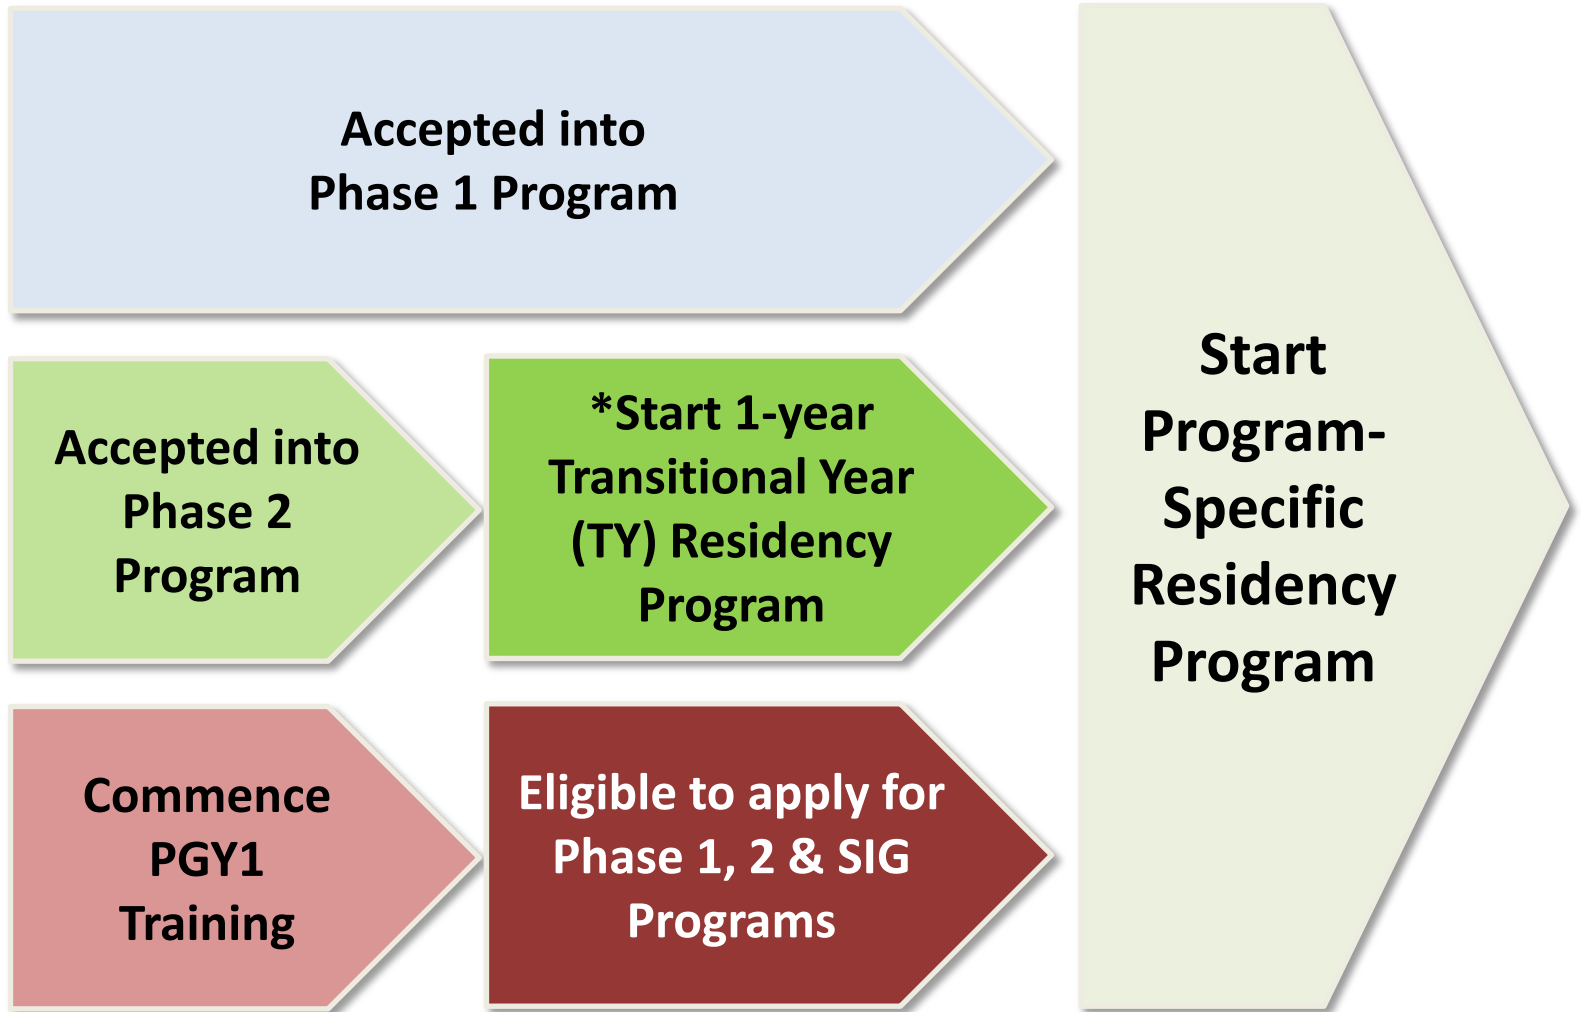 Accepted into
Phase 1 Program
Accepted into
Phase 2
Program
*Start 1-year
Transitional Year
(TY) Residency
Program
Commence
PGY1
Training
Eligible to apply for
Phase 1, 2 & SIG
Programs
Start
Program-
Specific
Residency
Program